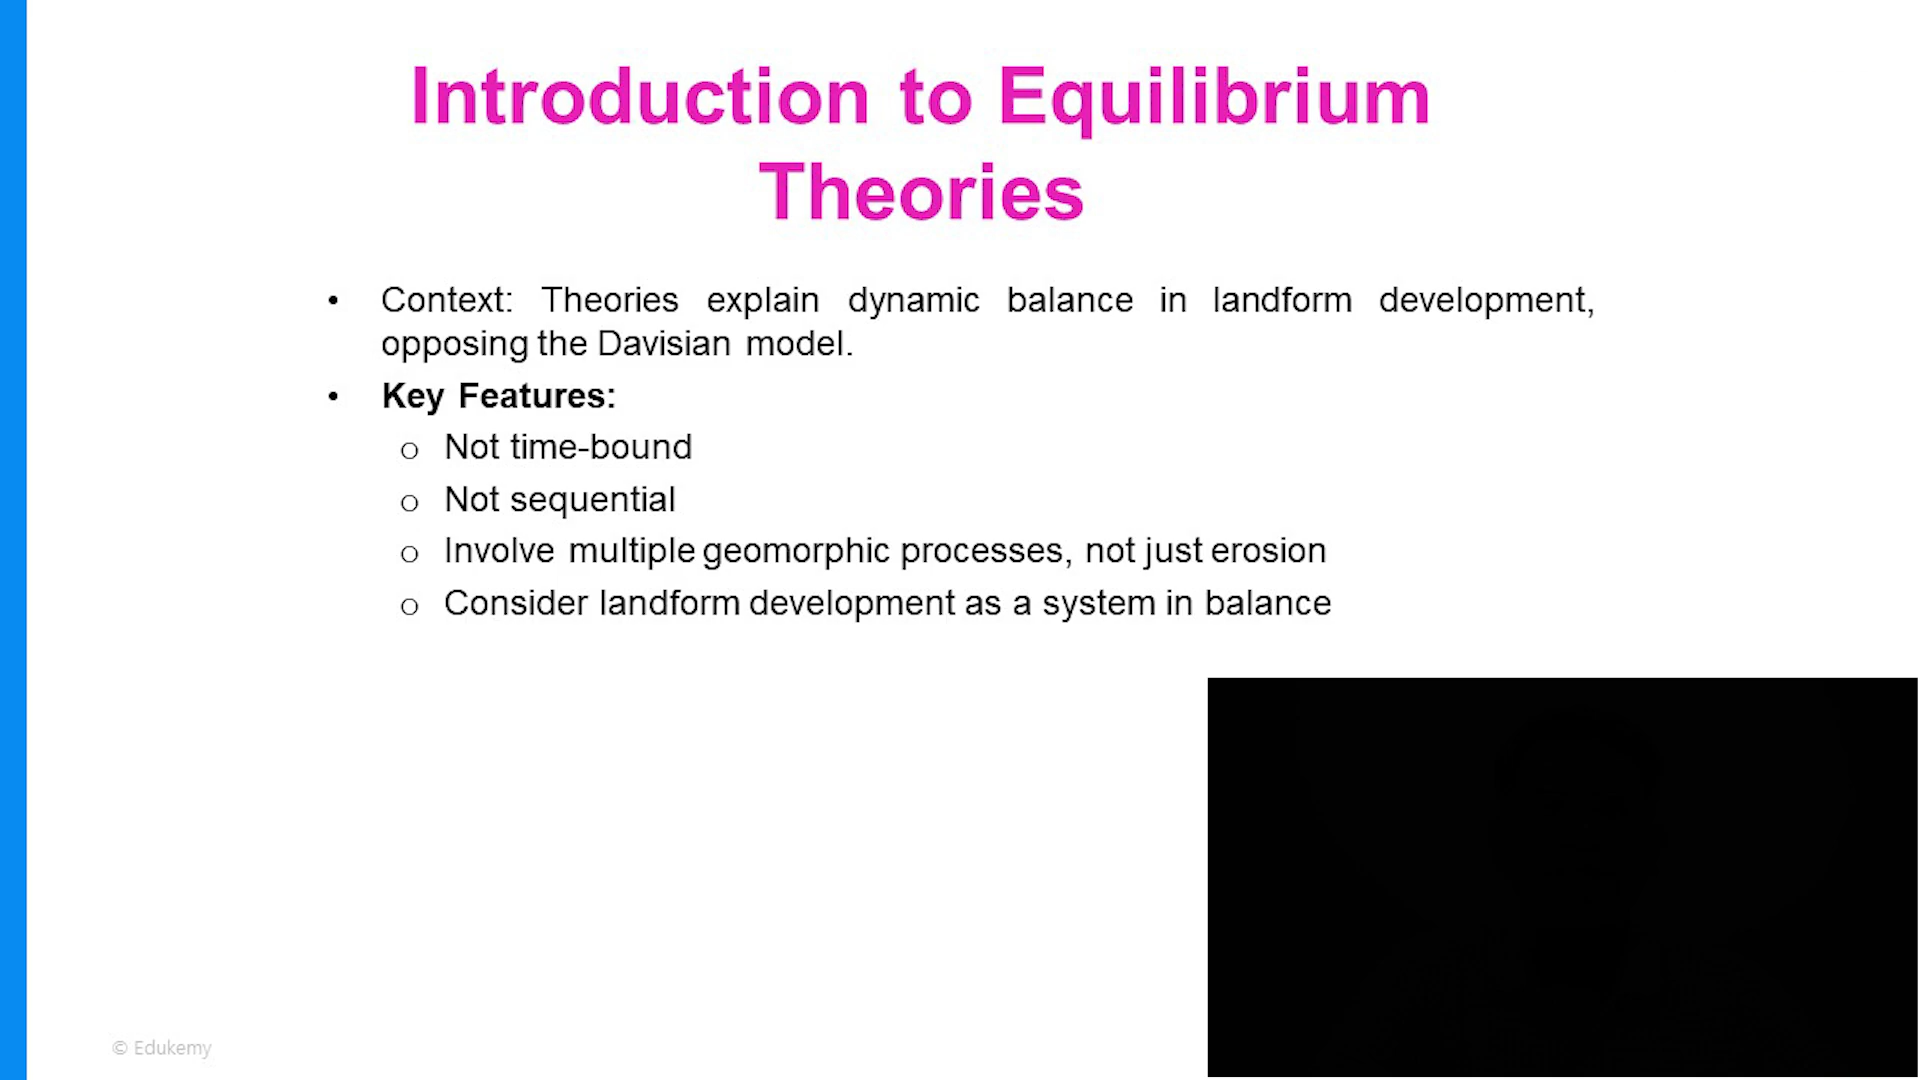 Introduction to Equilibrium
Theories
• Context: Theories explain dynamic balance in landform development,
opposing the Davisian model.
• Key Features:
o Not time-bound
o Not sequential
o Involve multiple geomorphic processes, not just erosion
o Consider landform development as a system in balance
© Edukemy